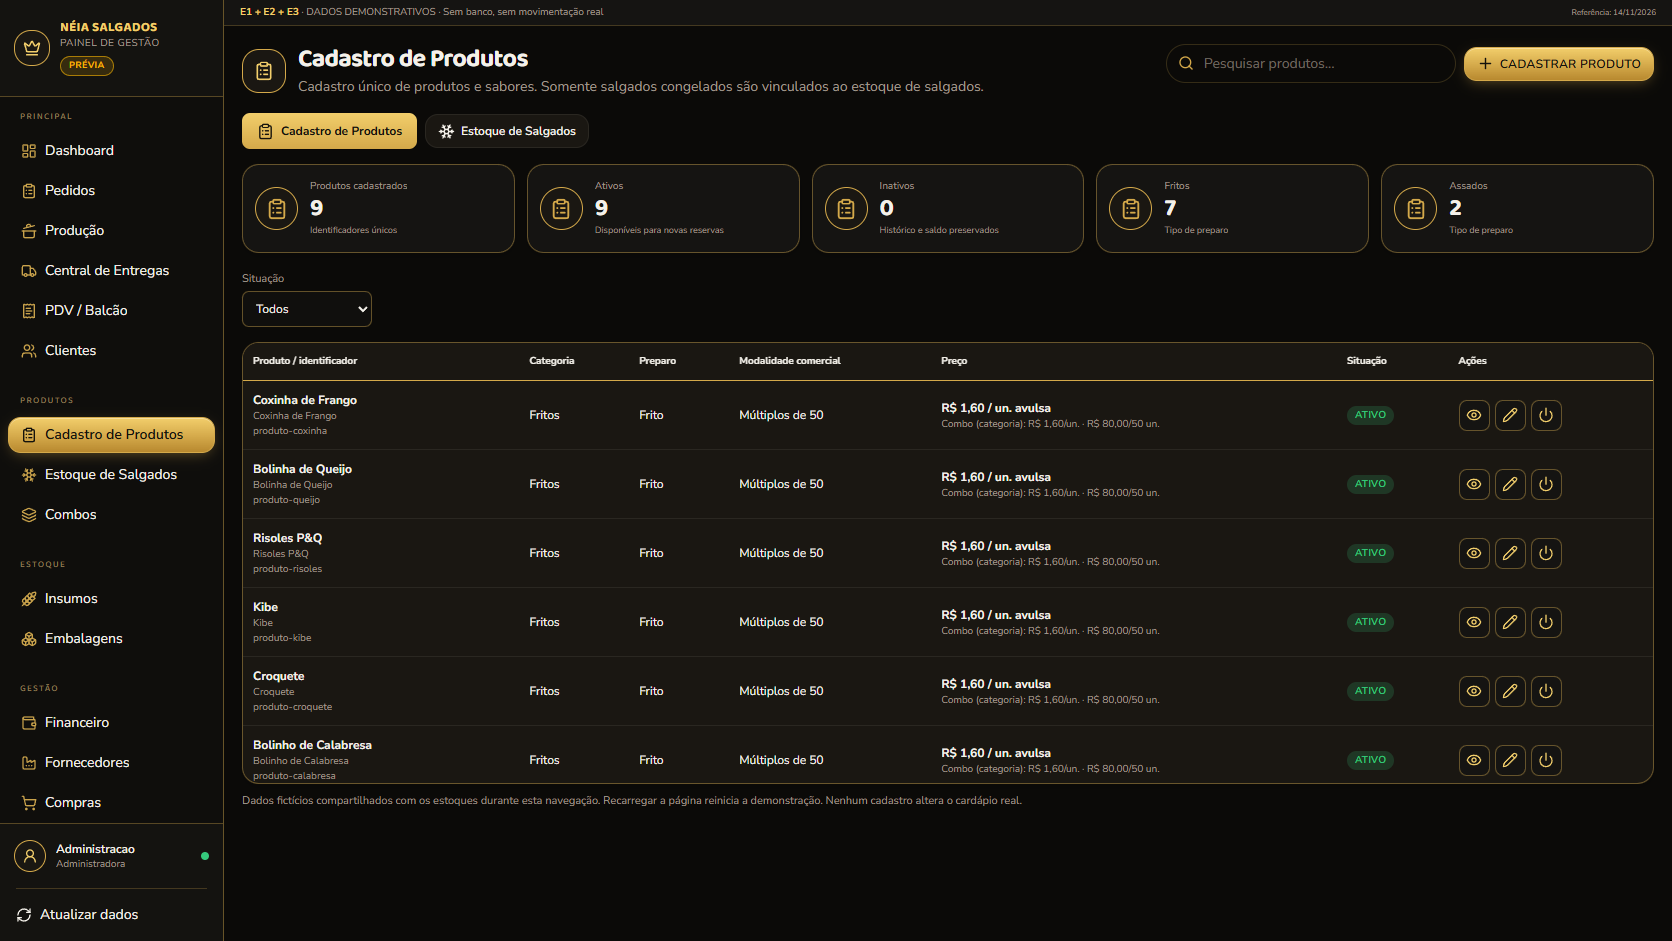 NÉIA SALGADOS
PAINEL DE GESTÃO
PRÉVIA
PRINCIPAL
Dashboard
Pedidos
Produção
Central de Entregas
PDV / Balcão
Clientes
PRODUTOS
Cadastro de Produtos
Estoque de Salgados
Combos
ESTOQUE
Insumos
Embalagens
GESTÃO
Financeiro
Fornecedores
Compras
Administracao
Administradora
Atualizar dados
E1 + E2 + E3 · DADOS DEMONSTRATIVOS · Sem banco, sem movimentação real
Referência: 14/11/2026
Cadastro de Produtos
Cadastro único de produtos e sabores. Somente salgados congelados são vinculados ao estoque de salgados.
Pesquisar produtos...
+ CADASTRAR PRODUTO
Cadastro de Produtos
Estoque de Salgados
Produtos cadastrados
9
Identificadores únicos
Ativos
9
Disponíveis para novas reservas
Inativos
0
Histórico e saldo preservados
Fritos
7
Tipo de preparo
Assados
2
Tipo de preparo
Situação
Todos
Produto / identificador Categoria Preparo Modalidade comercial Preço Situação Ações
Coxinha de Frango
Coxinha de Frango
produto-coxinha
Fritos Frito Múltiplos de 50
R$ 1,60 / un. avulsa
Combo (categoria): R$ 1,60/un. · R$ 80,00/50 un.
ATIVO
Bolinha de Queijo
Bolinha de Queijo
produto-queijo
Fritos Frito Múltiplos de 50
R$ 1,60 / un. avulsa
Combo (categoria): R$ 1,60/un. · R$ 80,00/50 un.
ATIVO
Risoles P&Q
Risoles P&Q
produto-risoles
Fritos Frito Múltiplos de 50
R$ 1,60 / un. avulsa
Combo (categoria): R$ 1,60/un. · R$ 80,00/50 un.
ATIVO
Kibe
Kibe
produto-kibe
Fritos Frito Múltiplos de 50
R$ 1,60 / un. avulsa
Combo (categoria): R$ 1,60/un. · R$ 80,00/50 un.
ATIVO
Croquete
Croquete
produto-croquete
Fritos Frito Múltiplos de 50
R$ 1,60 / un. avulsa
Combo (categoria): R$ 1,60/un. · R$ 80,00/50 un.
ATIVO
Bolinho de Calabresa
Bolinho de Calabresa
produto-calabresa
Fritos Frito Múltiplos de 50
R$ 1,60 / un. avulsa
Combo (categoria): R$ 1,60/un. · R$ 80,00/50 un.
ATIVO
Dados fictícios compartilhados com os estoques durante esta navegação. Recarregar a página reinicia a demonstração. Nenhum cadastro altera o cardápio real.